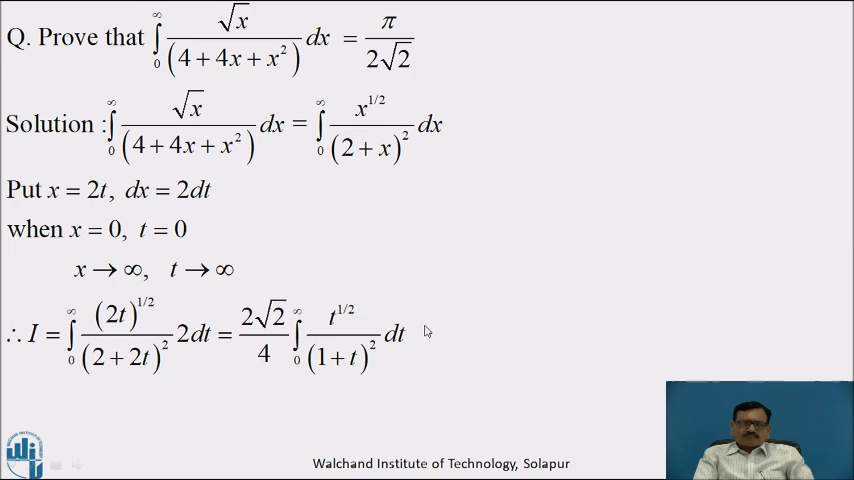 Q. Prove that ∫₀^∞ √x / (4 + 4x + x²) dx = π / 2√2
Solution : ∫₀^∞ √x / (4 + 4x + x²) dx = ∫₀^∞ x^{1/2} / (2 + x)² dx
Put x = 2t, dx = 2dt
when x = 0, t = 0
x → ∞, t → ∞
∴ I = ∫₀^∞ (2t)^{1/2} / (2 + 2t)² 2dt = 2√2 / 4 ∫₀^∞ t^{1/2} / (1 + t)² dt
Walchand Institute of Technology, Solapur